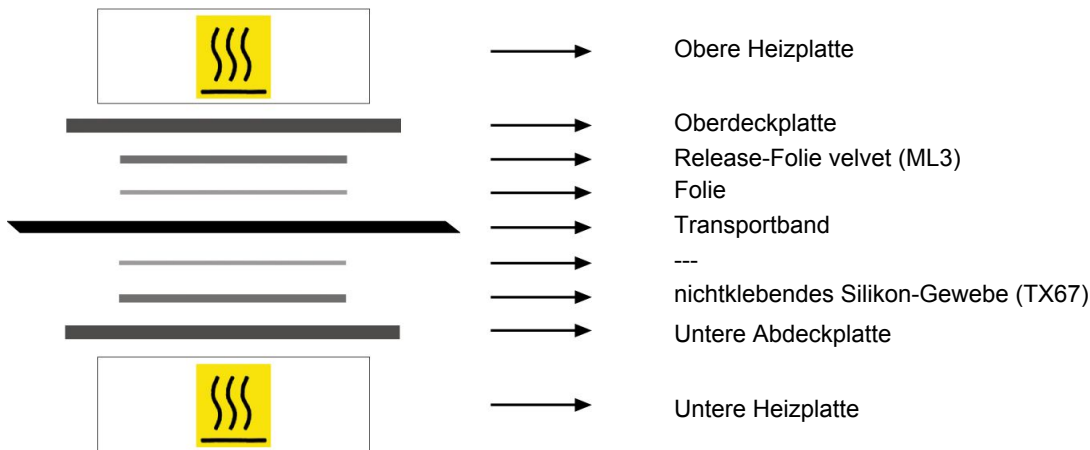 Obere Heizplatte
Oberdeckplatte
Release-Folie velvet (ML3)
Folie
Transportband
---
nichtklebendes Silikon-Gewebe (TX67)
Untere Abdeckplatte
Untere Heizplatte